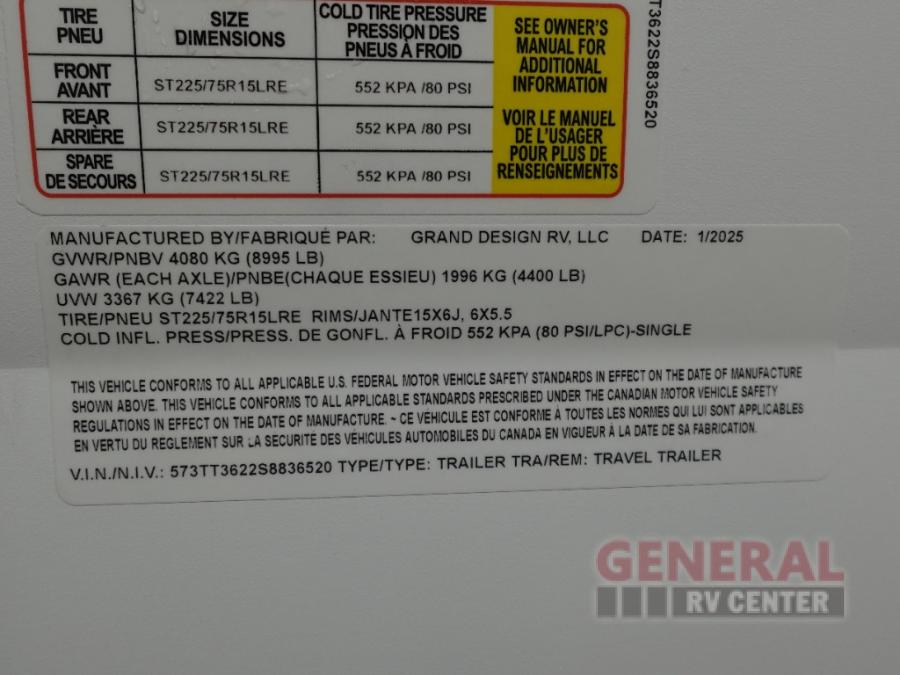 TIRE
PNEU
SIZE
DIMENSIONS
COLD TIRE PRESSURE
PRESSION DES
PNEUS À FROID
FRONT
AVANT
ST225/75R15LRE
552 KPA /80 PSI
REAR
ARRIÈRE
ST225/75R15LRE
552 KPA /80 PSI
SPARE
DE SECOURS
ST225/75R15LRE
552 KPA /80 PSI
SEE OWNER'S
MANUAL FOR
ADDITIONAL
INFORMATION
VOIR LE MANUEL
DE L'USAGER
POUR PLUS DE
RENSEIGNEMENTS
T3622S8836520
MANUFACTURED BY/FABRIQUÉ PAR: GRAND DESIGN RV, LLC DATE: 1/2025
GVWR/PNBV 4080 KG (8995 LB)
GAWR (EACH AXLE)/PNBE(CHAQUE ESSIEU) 1996 KG (4400 LB)
UVW 3367 KG (7422 LB)
TIRE/PNEU ST225/75R15LRE RIMS/JANTE15X6J, 6X5.5
COLD INFL. PRESS/PRESS. DE GONFL. À FROID 552 KPA (80 PSI/LPC)-SINGLE
THIS VEHICLE CONFORMS TO ALL APPLICABLE U.S. FEDERAL MOTOR VEHICLE SAFETY STANDARDS IN EFFECT ON THE DATE OF MANUFACTURE
SHOWN ABOVE. THIS VEHICLE CONFORMS TO ALL APPLICABLE STANDARDS PRESCRIBED UNDER THE CANADIAN MOTOR VEHICLE SAFETY
REGULATIONS IN EFFECT ON THE DATE OF MANUFACTURE. ~ CE VÉHICULE EST CONFORME À TOUTES LES NORMES QUI LUI SONT APPLICABLES
EN VERTU DU REGLEMENT SUR LA SECURITE DES VÉHICULES AUTOMOBILES DU CANADA EN VIGUEUR À LA DATE DE SA FABRICATION.
V.I.N./N.I.V.: 573TT3622S8836520 TYPE/TYPE: TRAILER TRA/REM: TRAVEL TRAILER
GENERAL
RV CENTER